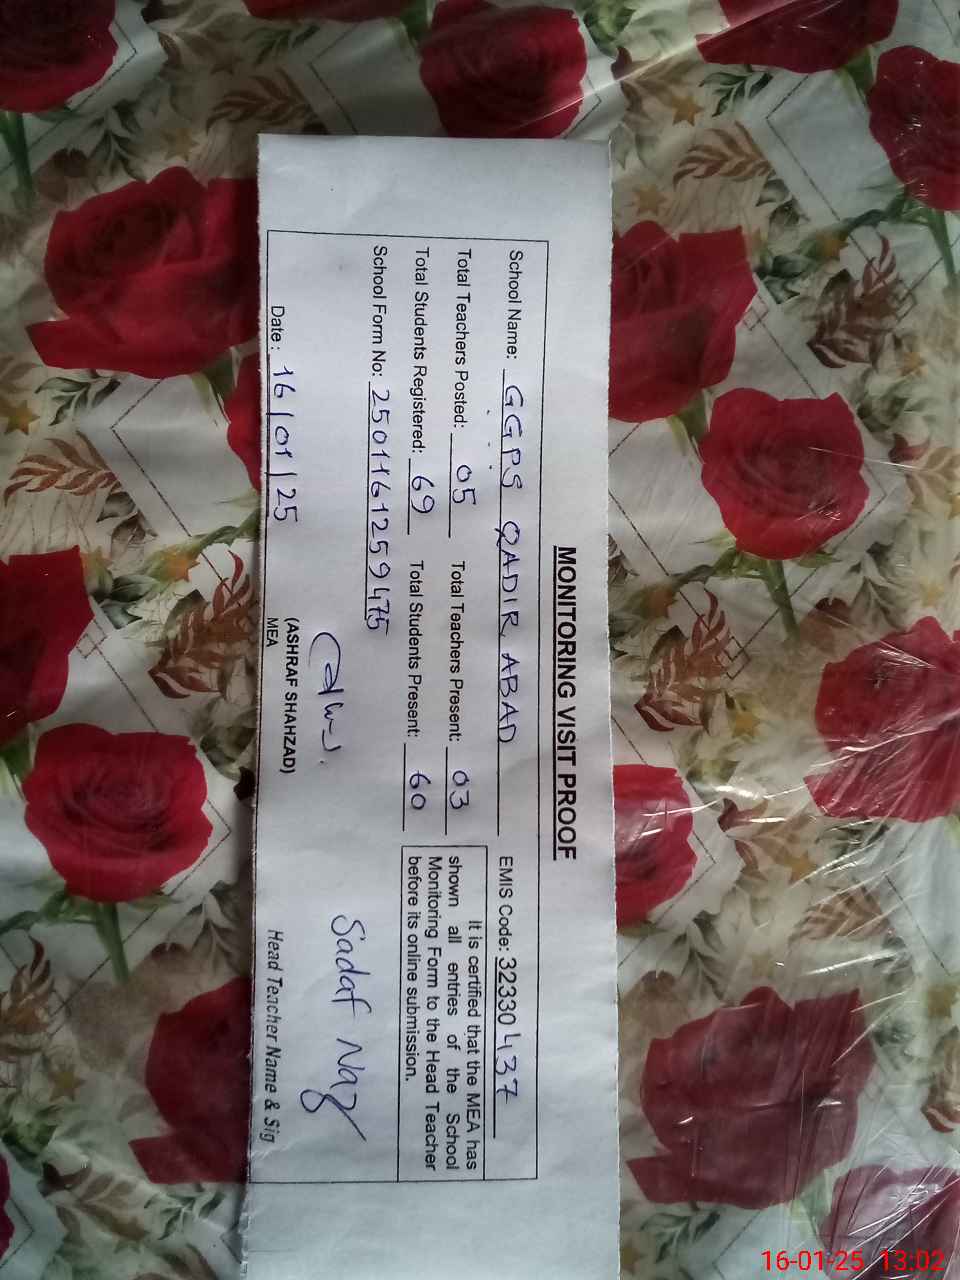 MONITORING VISIT PROOF
School Name: GGPS QADIR ABAD EMIS Code: 32330437
Total Teachers Posted: 05 Total Teachers Present: 03
Total Students Registered: 69 Total Students Present: 60
It is certified that the MEA has
shown all entries of the School
Monitoring Form to the Head Teacher
before its online submission.
School Form No: 2501161259475
Sadaf Naz
(ASHRAF SHAHZAD)
Date: 16/01/25 MEA Head Teacher Name & Sig
16-01-25 13:02